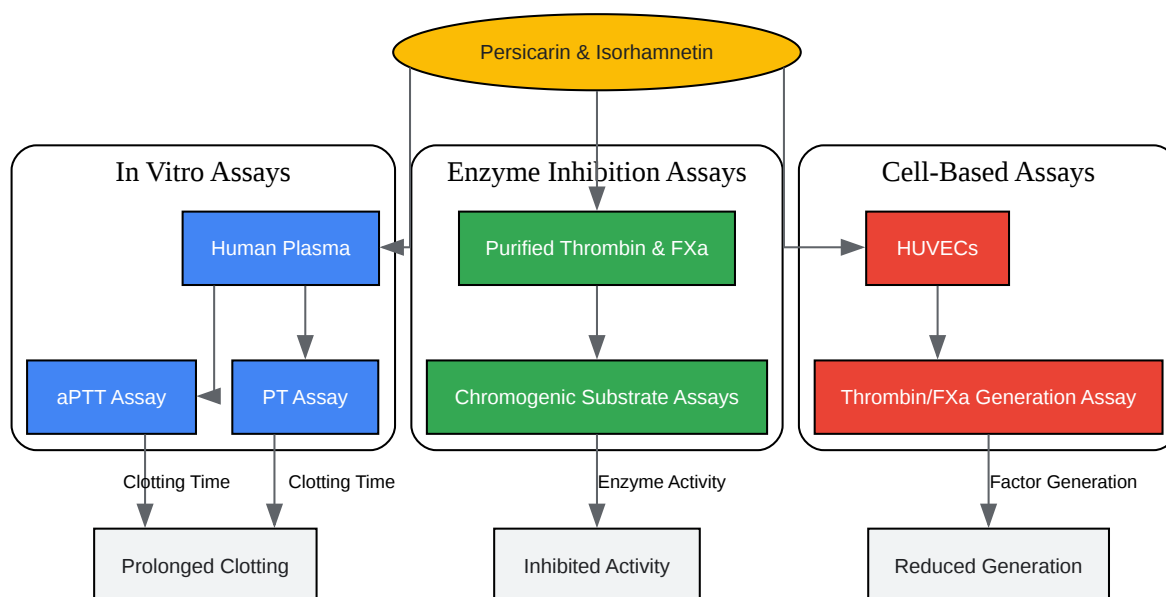 Persicarin & Isorhamnetin
In Vitro Assays
Enzyme Inhibition Assays
Cell-Based Assays
Human Plasma
Purified Thrombin & FXa
HUVECs
aPTT Assay
PT Assay
Chromogenic Substrate Assays
Thrombin/FXa Generation Assay
Clotting Time
Clotting Time
Enzyme Activity
Factor Generation
Prolonged Clotting
Inhibited Activity
Reduced Generation